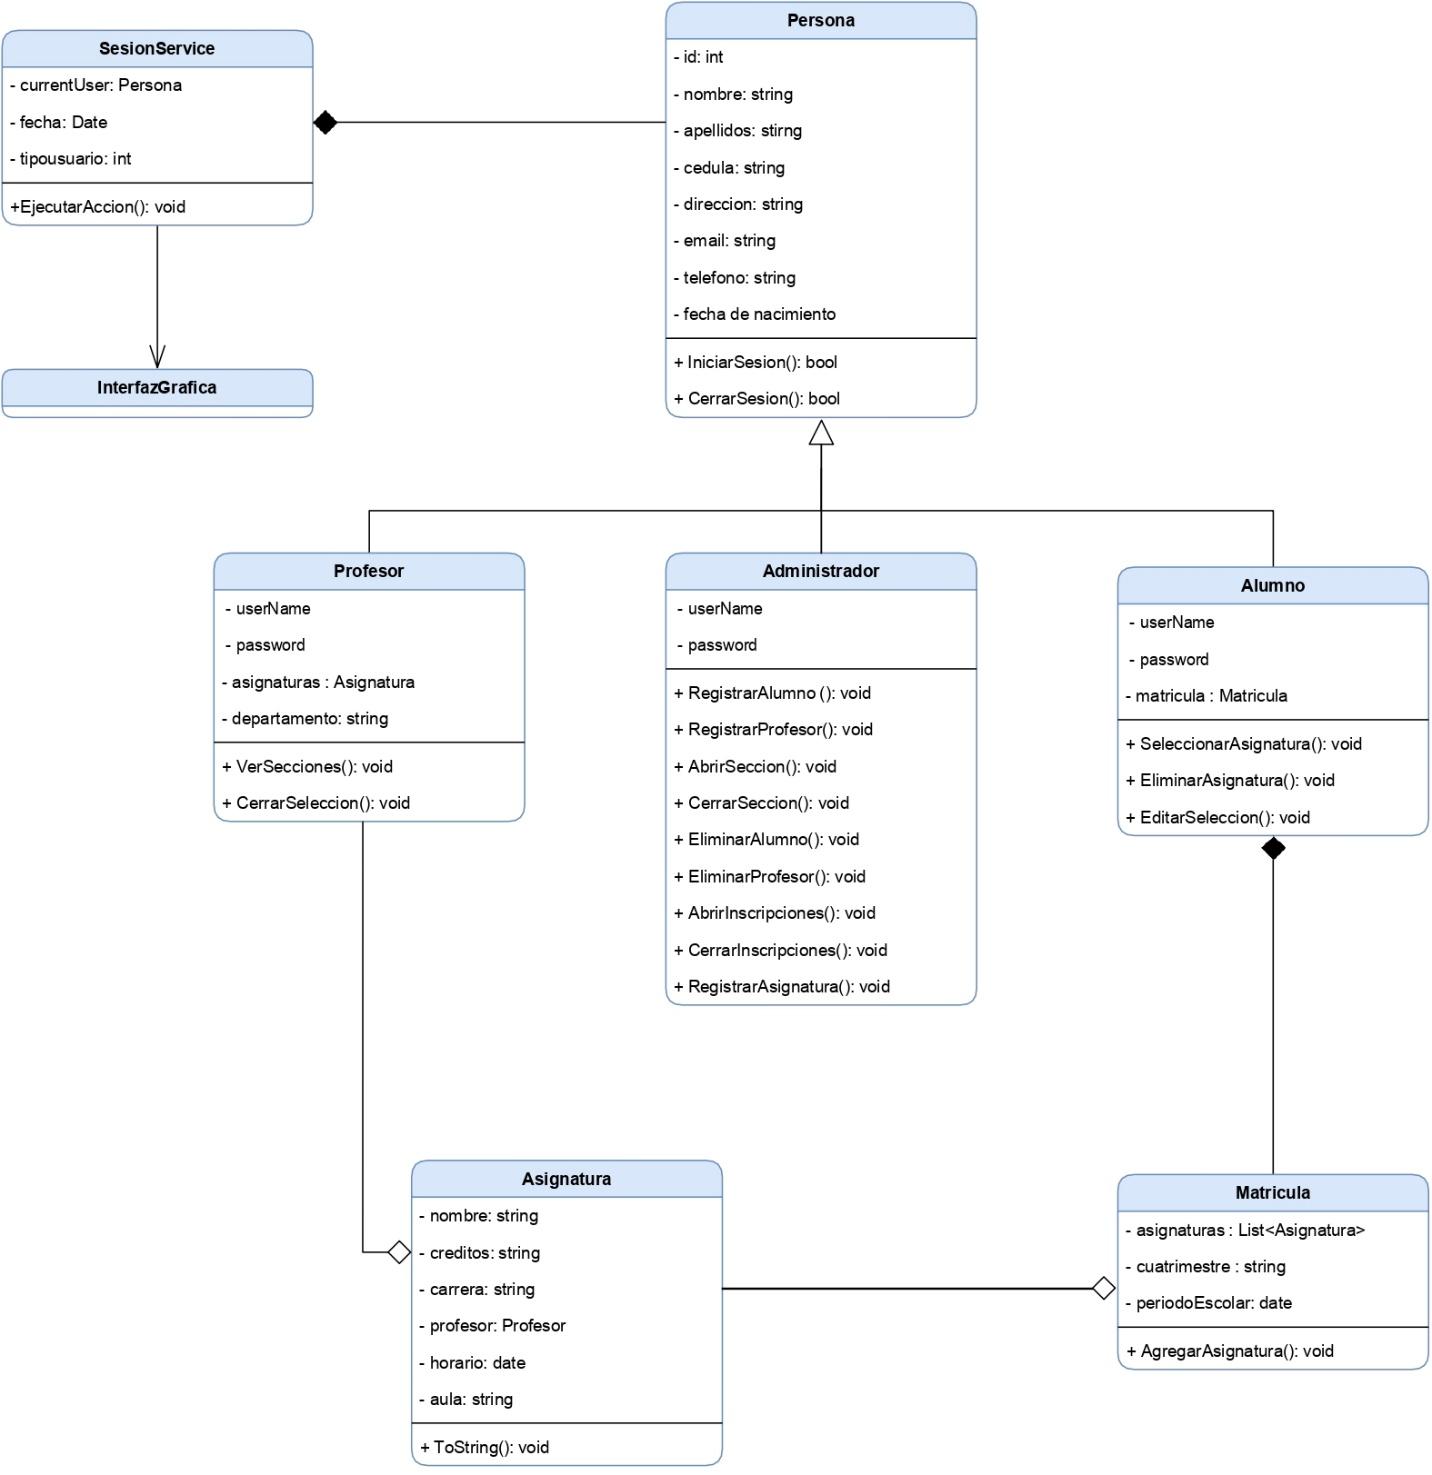 SesionService
- currentUser: Persona
- fecha: Date
- tipousuario: int
+EjecutarAccion(): void
InterfazGrafica
Persona
- id: int
- nombre: string
- apellidos: stirng
- cedula: string
- direccion: string
- email: string
- telefono: string
- fecha de nacimiento
+ IniciarSesion(): bool
+ CerrarSesion(): bool
Profesor
- userName
- password
- asignaturas : Asignatura
- departamento: string
+ VerSecciones(): void
+ CerrarSeleccion(): void
Administrador
- userName
- password
+ RegistrarAlumno (): void
+ RegistrarProfesor(): void
+ AbrirSeccion(): void
+ CerrarSeccion(): void
+ EliminarAlumno(): void
+ EliminarProfesor(): void
+ AbrirInscripciones(): void
+ CerrarInscripciones(): void
+ RegistrarAsignatura(): void
Alumno
- userName
- password
- matricula : Matricula
+ SeleccionarAsignatura(): void
+ EliminarAsignatura(): void
+ EditarSeleccion(): void
Asignatura
- nombre: string
- creditos: string
- carrera: string
- profesor: Profesor
- horario: date
- aula: string
+ ToString(): void
Matricula
- asignaturas : List<Asignatura>
- cuatrimestre : string
- periodoEscolar: date
+ AgregarAsignatura(): void